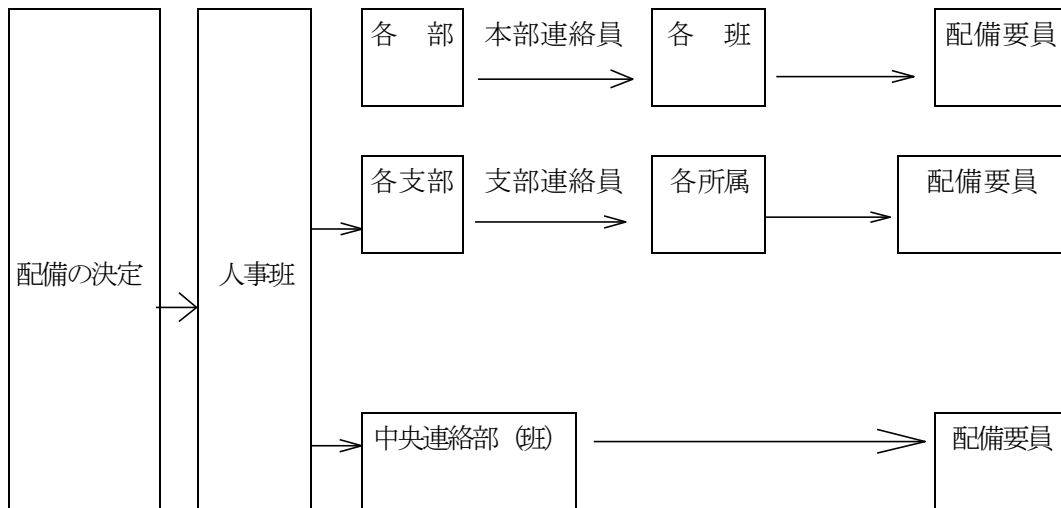 各　部　本部連絡員　各　班　配備要員
各支部　支部連絡員　各所属　配備要員
配備の決定　人事班
中央連絡部（班）　配備要員